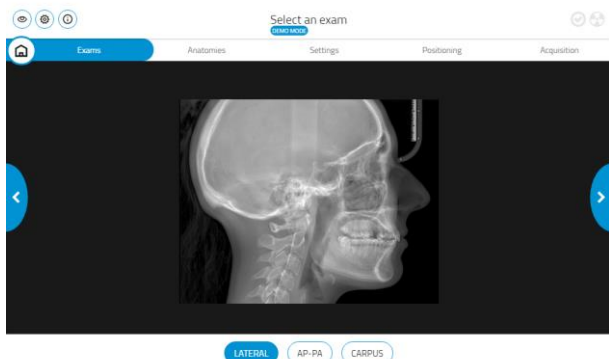 Select an exam
DEMO MODE
Exams
Anatomies
Settings
Positioning
Acquisition
LATERAL
AP-PA
CARPUS